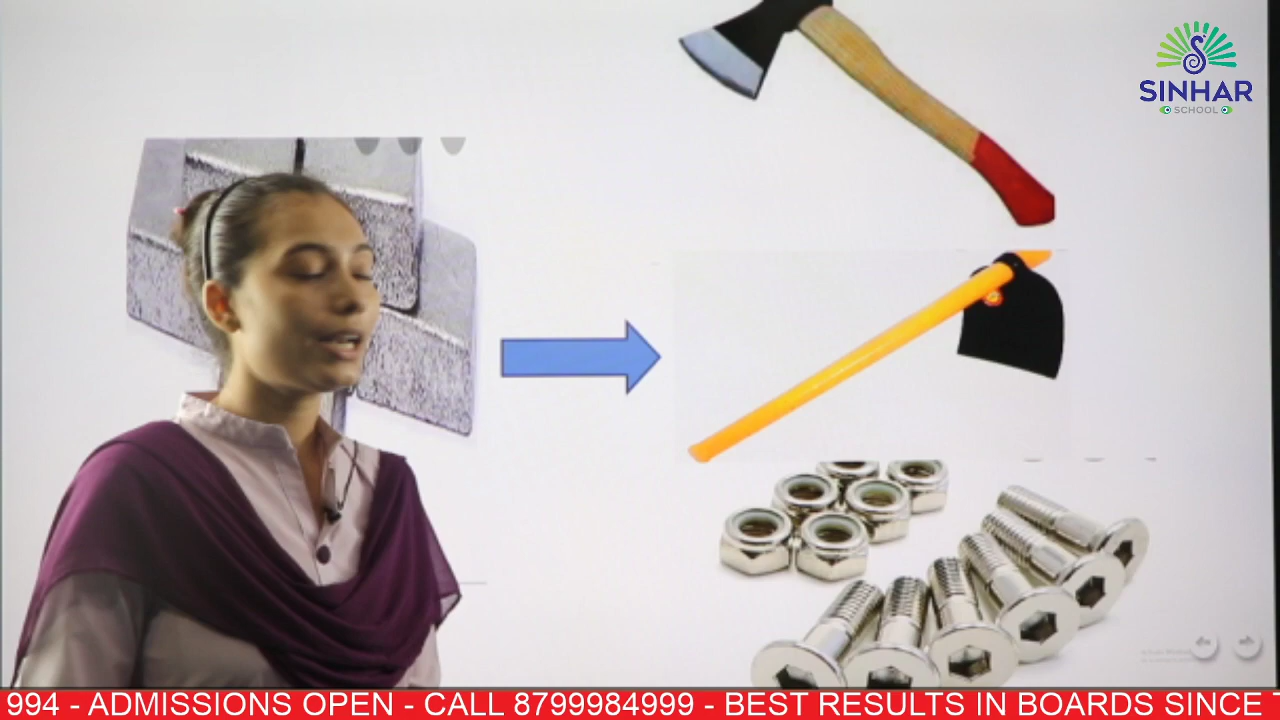 SINHAR
SCHOOL
994 - ADMISSIONS OPEN - CALL 8799984999 - BEST RESULTS IN BOARDS SINCE